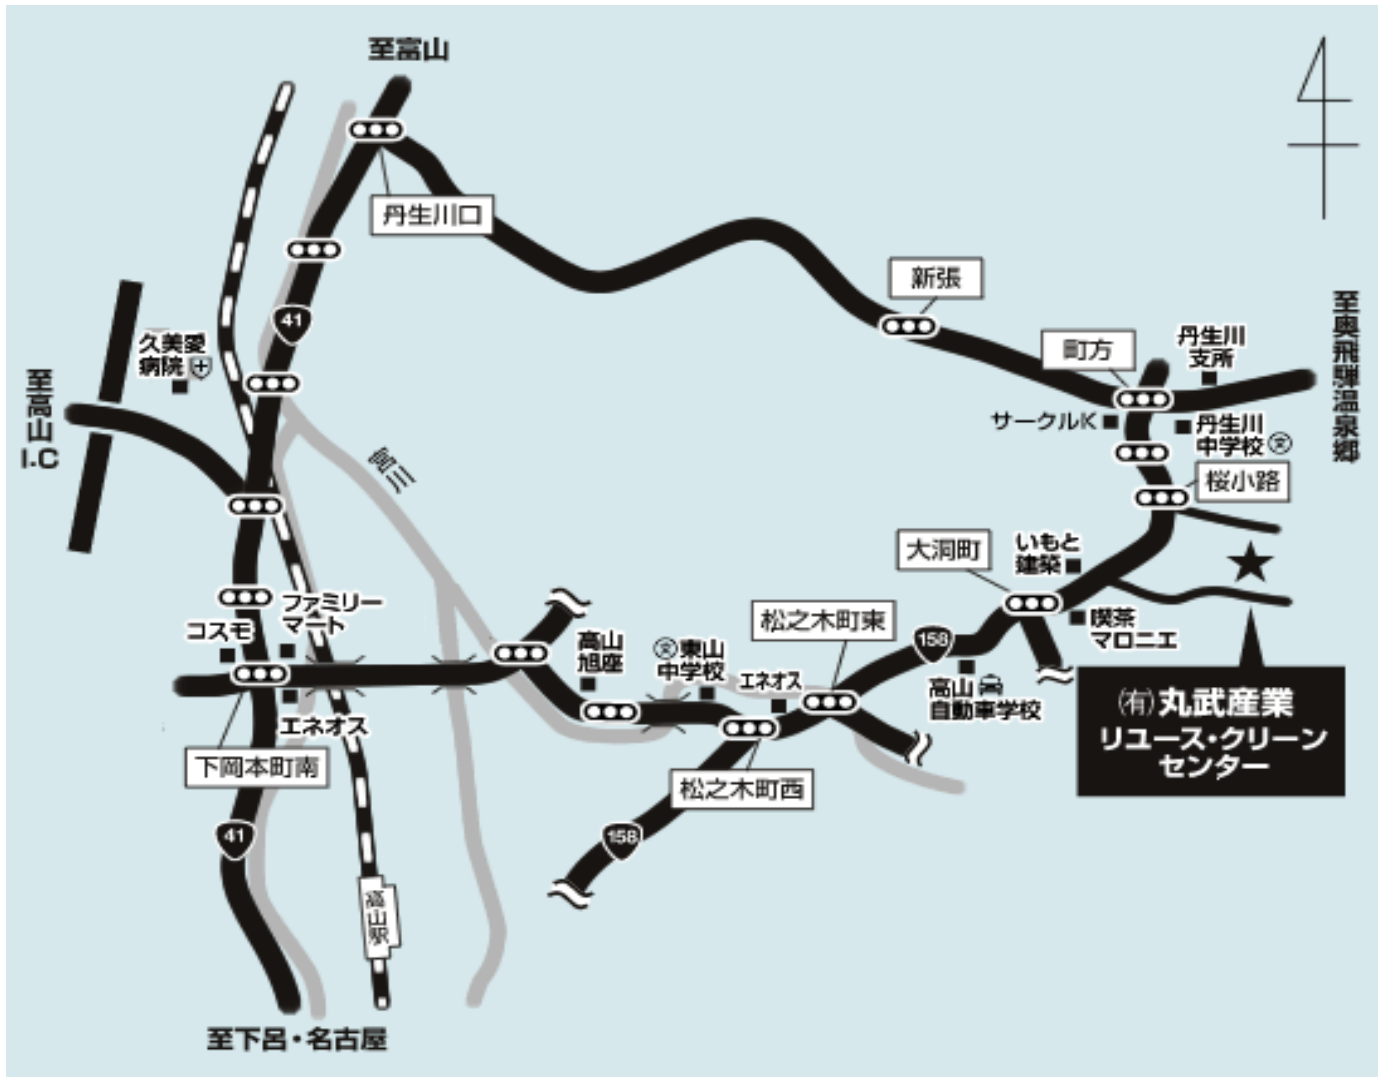 至富山
丹生川口
41
新張
町方
丹生川
支所
至奥飛騨温泉郷
久美愛
病院
至高山
I.C
サークルK
丹生川
中学校
文
宮川
桜小路
大洞町
いもと
建築
ファミリー
マート
コスモ
松之木町東
158
喫茶
マロニエ
高山
旭座
文
東山
中学校
エネオス
高山
自動車学校
エネオス
下岡本町南
松之木町西
(有)丸武産業
リユース・クリーン
センター
41
158
高山駅
至下呂・名古屋